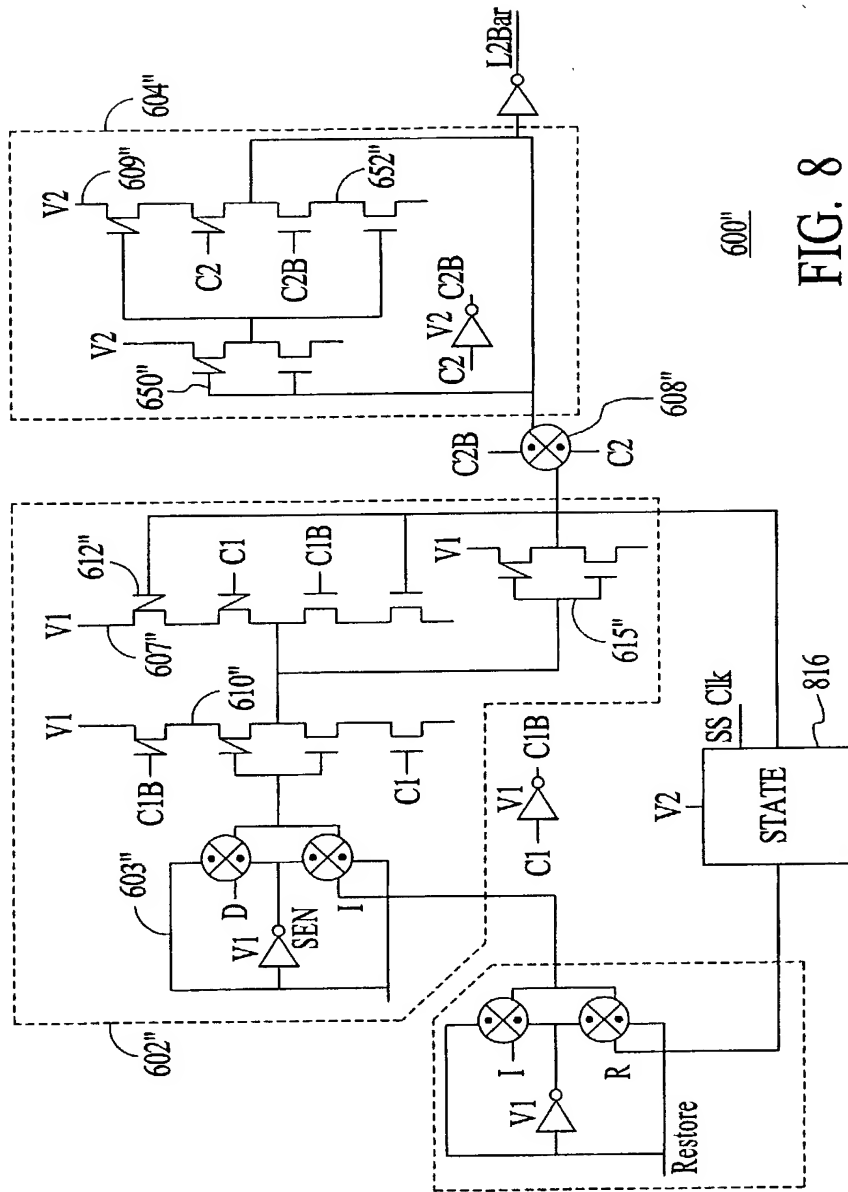 604"
V2
609"
C2
C2B
652"
V2
650"
C2
V2
C2B
L2Bar
C2B
C2
608"
V1
607"
612"
C1
C1B
V1
610"
C1B
C1
V1
615"
603"
D
V1
SEN
I
C1
V1
C1B
602"
V2
SS Clk
STATE
816
I
V1
R
Restore
600"
FIG. 8